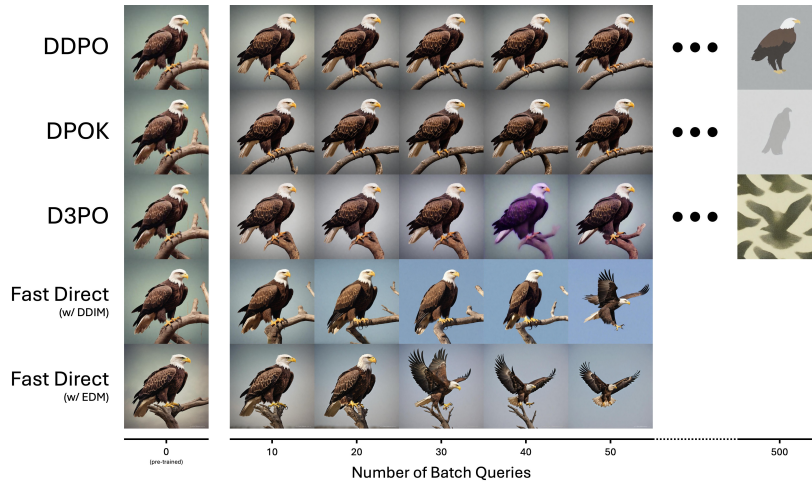 DDPO
DPOK
D3PO
Fast Direct
(w/ DDIM)
Fast Direct
(w/ EDM)
0 10 20 30 40 50 500
(pre-trained)
Number of Batch Queries